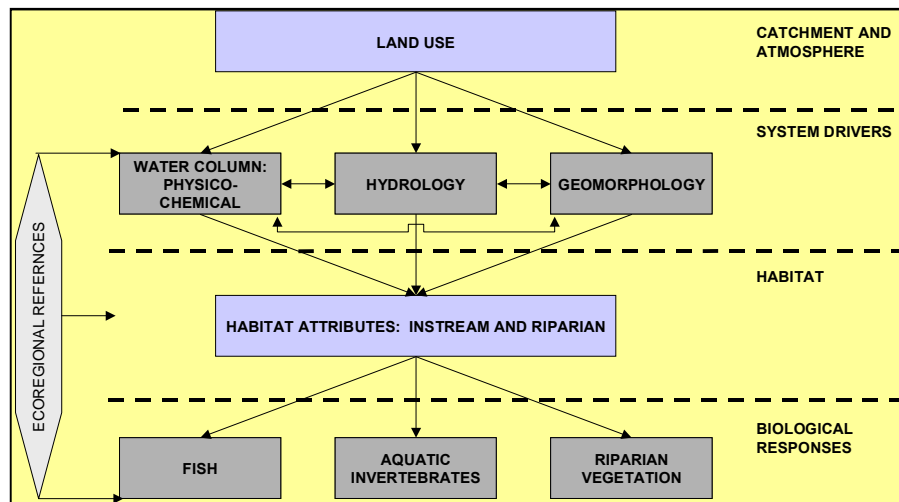 LAND USE
CATCHMENT AND
ATMOSPHERE
SYSTEM DRIVERS
WATER COLUMN:
PHYSICO-
CHEMICAL
HYDROLOGY
GEOMORPHOLOGY
ECOREGIONAL REFERNCES
HABITAT
HABITAT ATTRIBUTES: INSTREAM AND RIPARIAN
BIOLOGICAL
RESPONSES
FISH
AQUATIC
INVERTEBRATES
RIPARIAN
VEGETATION